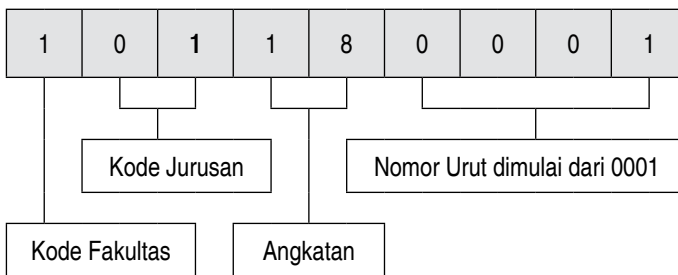 1 0 1 1 8 0 0 0 1
Kode Jurusan Nomor Urut dimulai dari 0001
Kode Fakultas Angkatan